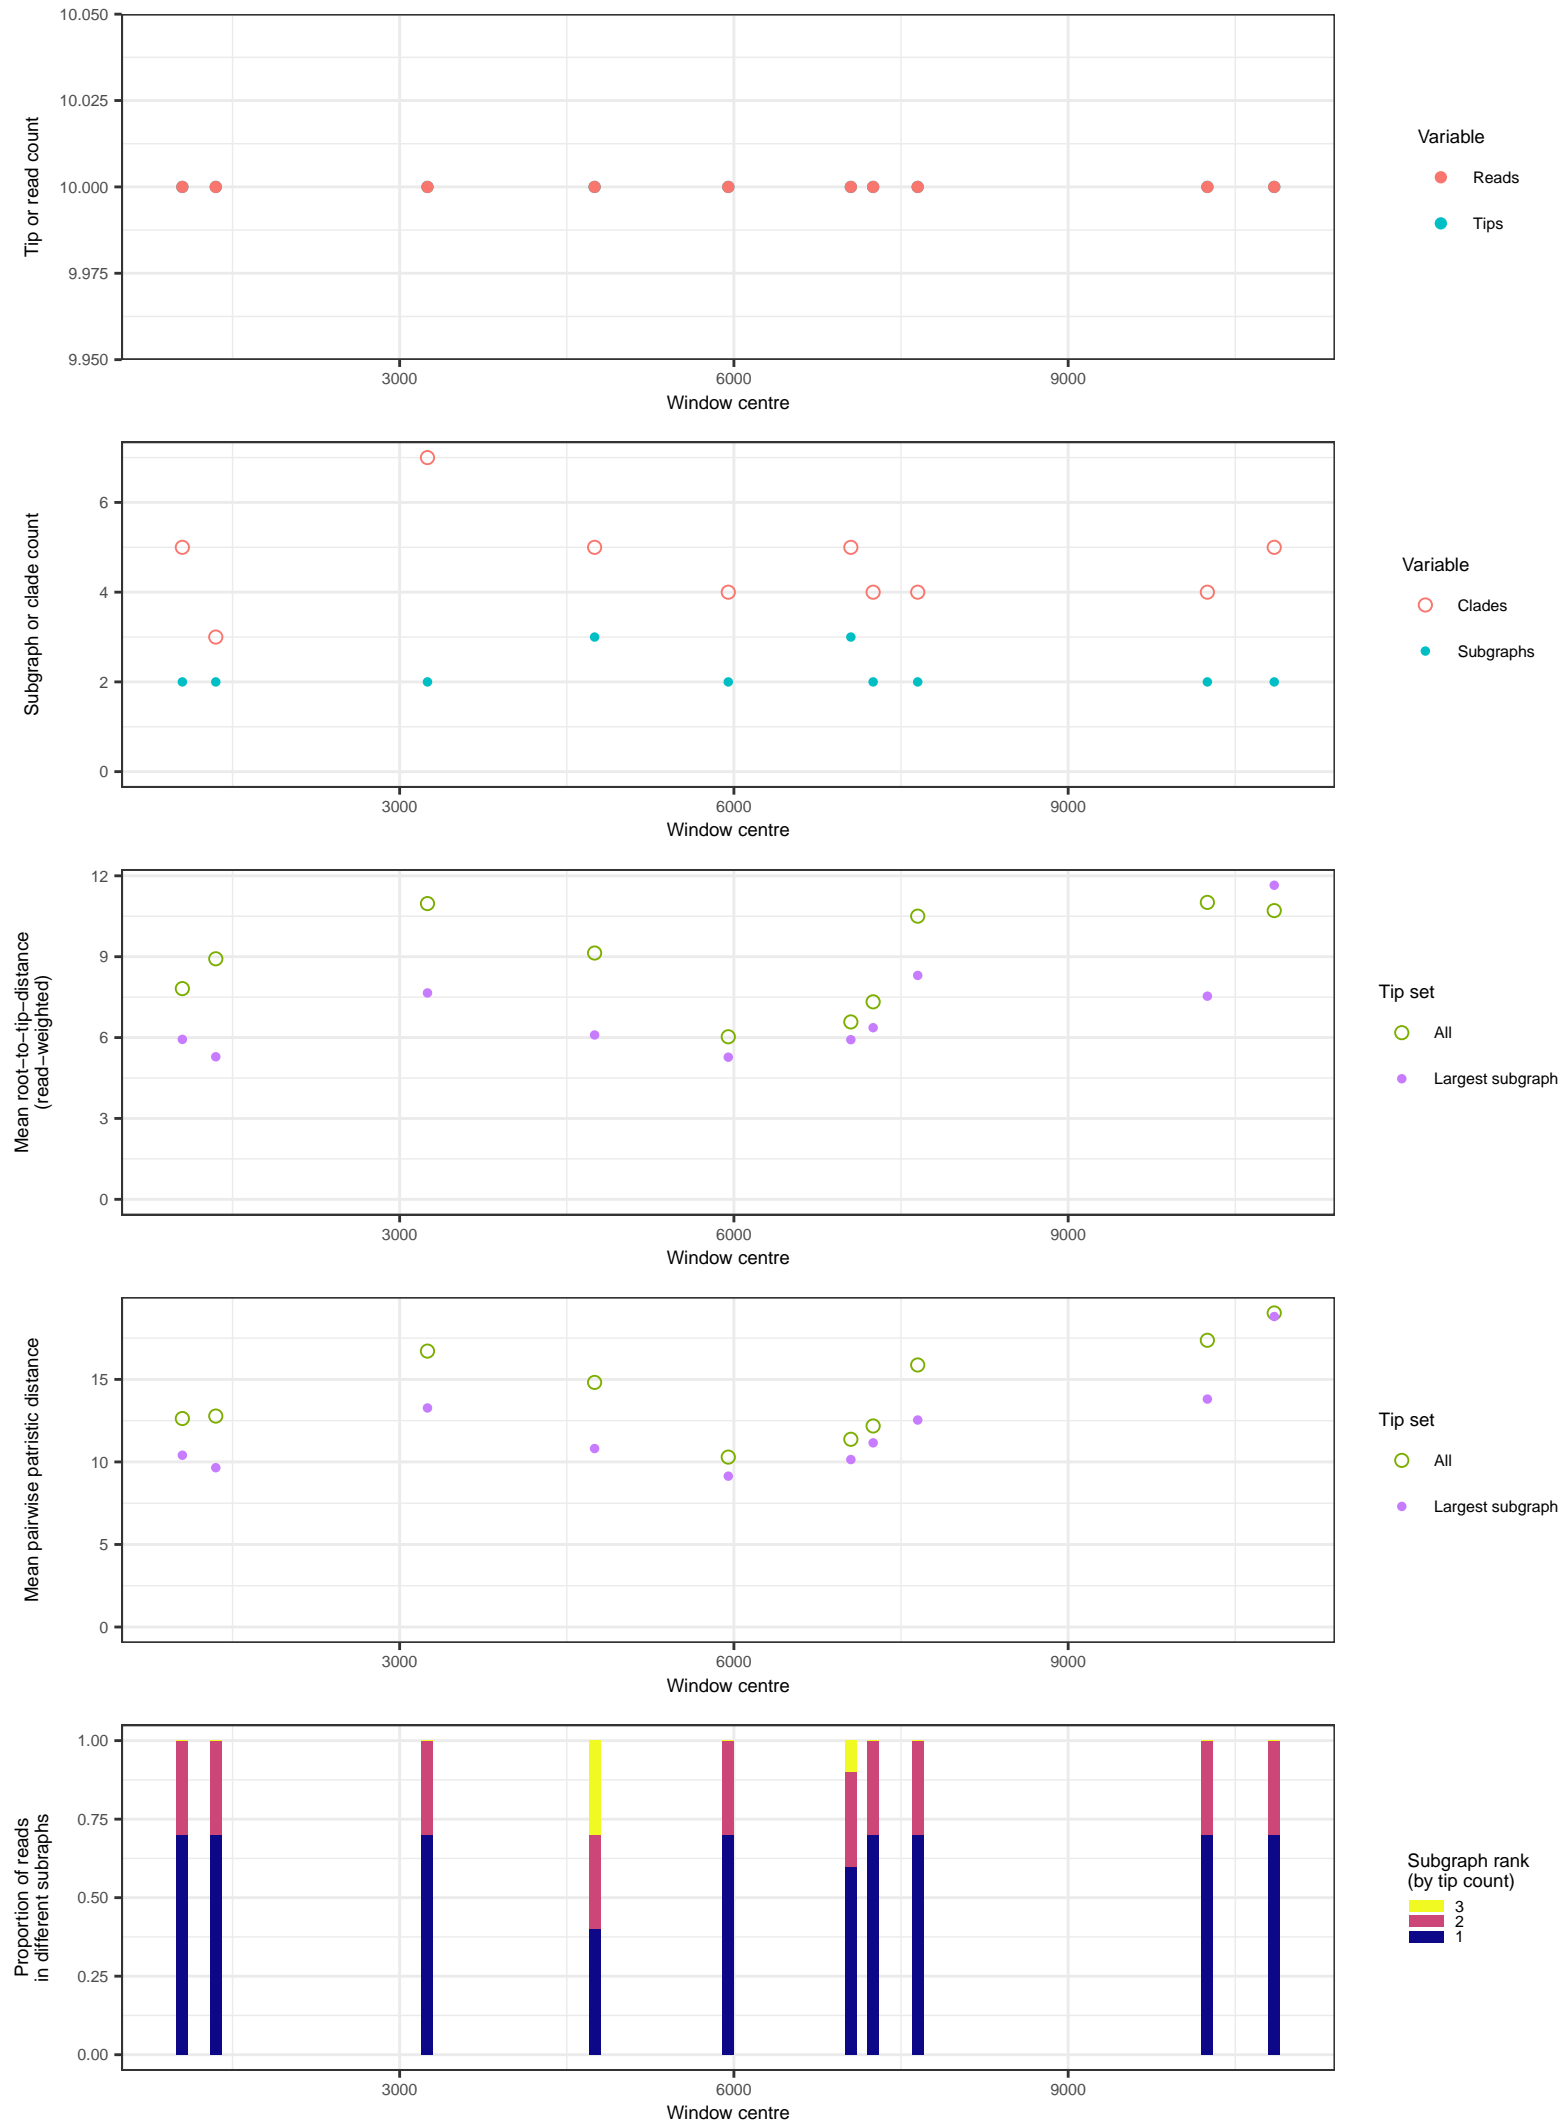 10.050
10.025
10.000
9.975
9.950
Tip or read count
3000
6000
9000
Window centre
Variable
Reads
Tips
6
4
2
0
Subgraph or clade count
3000
6000
9000
Window centre
Variable
Clades
Subgraphs
12
9
6
3
0
Mean root−to−tip−distance
(read−weighted)
3000
6000
9000
Window centre
Tip set
All
Largest subgraph
15
10
5
0
Mean pairwise patristic distance
3000
6000
9000
Window centre
Tip set
All
Largest subgraph
1.00
0.75
0.50
0.25
0.00
Proportion of reads
in different subraphs
3000
6000
9000
Window centre
Subgraph rank
(by tip count)
3
2
1